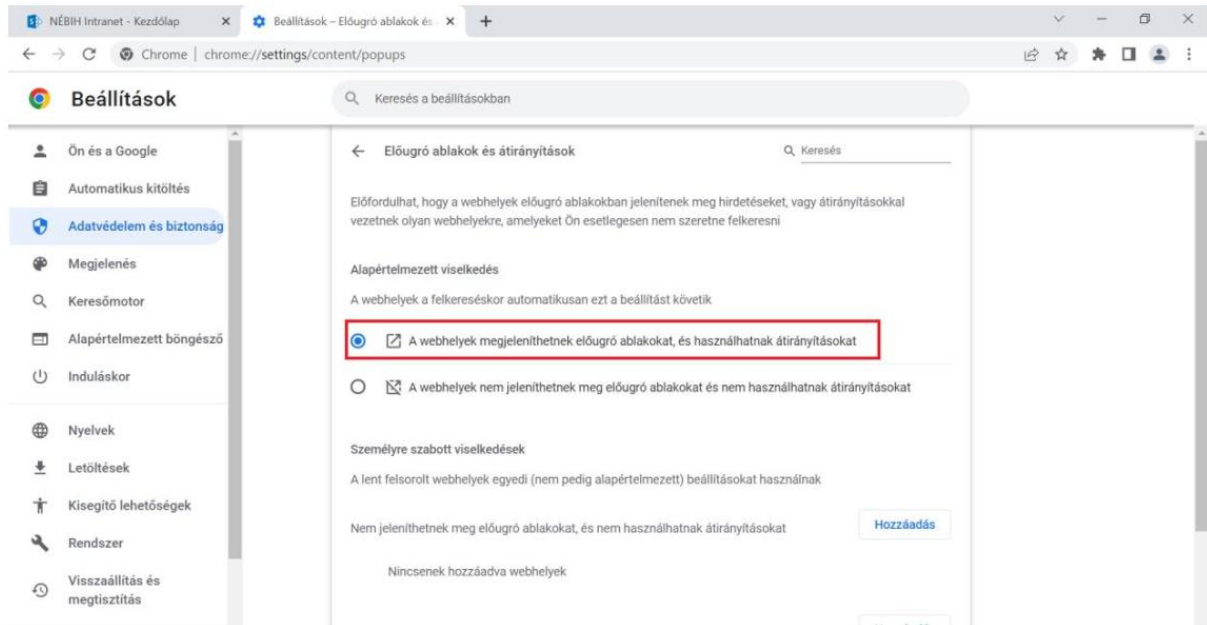 NÉBIH Intranet - Kezdőlap
Beállítások – Előugró ablakok és
Chrome | chrome://settings/content/popups
Beállítások
Keresés a beállításokban
Ön és a Google
Automatikus kitöltés
Adatvédelem és biztonság
Megjelenés
Keresőmotor
Alapértelmezett böngésző
Induláskor
Nyelvek
Letöltések
Kisegítő lehetőségek
Rendszer
Visszaállítás és
megtisztítás
Előugró ablakok és átirányítások
Keresés
Előfordulhat, hogy a webhelyek előugró ablakokban jelenítenek meg hirdetéseket, vagy átirányításokkal
vezetnek olyan webhelyekre, amelyeket Ön esetlegesen nem szeretne felkeresni
Alapértelmezett viselkedés
A webhelyek a felkereséskor automatikusan ezt a beállítást követik
A webhelyek megjeleníthetnek előugró ablakokat, és használhatnak átirányításokat
A webhelyek nem jeleníthetnek meg előugró ablakokat és nem használhatnak átirányításokat
Személyre szabott viselkedések
A lent felsorolt webhelyek egyedi (nem pedig alapértelmezett) beállításokat használnak
Nem jeleníthetnek meg előugró ablakokat, és nem használhatnak átirányításokat
Hozzáadás
Nincsenek hozzáadva webhelyek